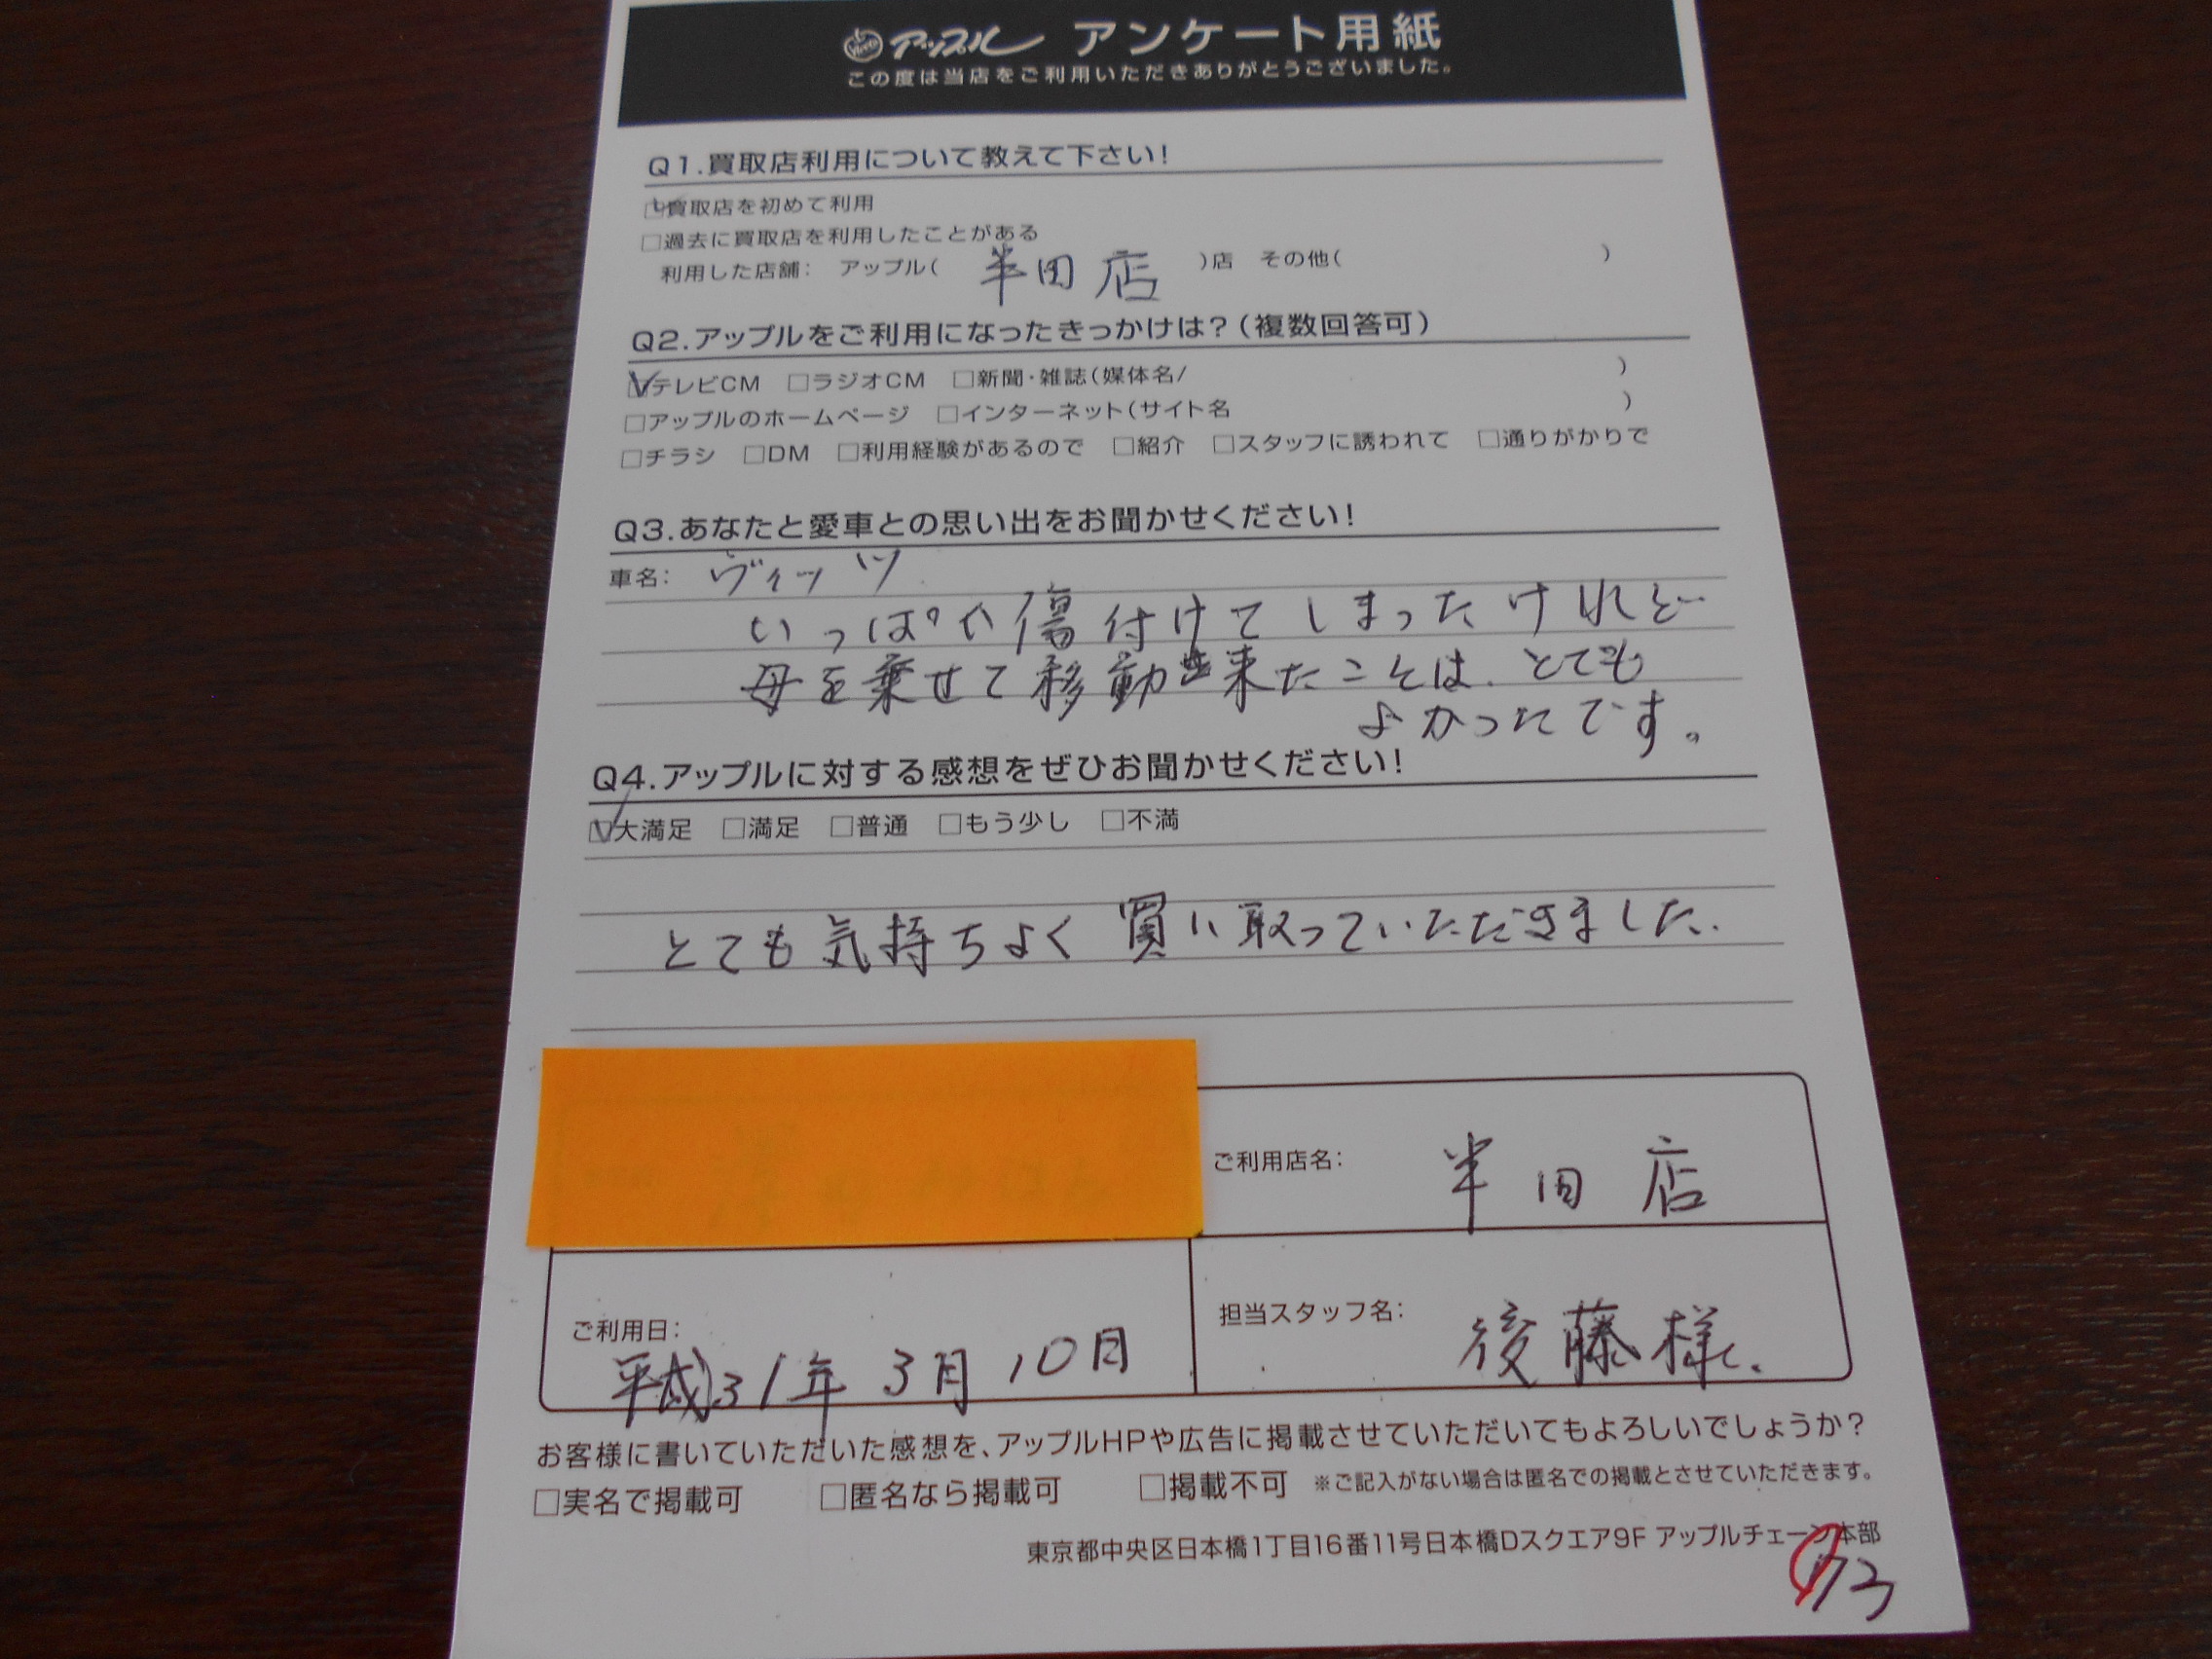 アップル アンケート用紙
この度は当店をご利用いただきありがとうございました。
Q1.買取店利用について教えて下さい!
□買取店を初めて利用
□過去に買取店を利用したことがある
利用した店舗: アップル( 半田店 )店 その他( )
Q2.アップルをご利用になったきっかけは?(複数回答可)
□テレビCM □ラジオCM □新聞・雑誌(媒体名/ )
□アップルのホームページ □インターネット(サイト名 )
□チラシ □DM □利用経験があるので □紹介 □スタッフに誘われて □通りがかりで
Q3.あなたと愛車との思い出をお聞かせください!
車名: ヴィッツ
いっぱい傷付けてしまったけれど
母を乗せて移動出来たことは、とても
よかったです。
Q4.アップルに対する感想をぜひお聞かせください!
□大満足 □満足 □普通 □もう少し □不満
とても気持ちよく買い取っていただきました.
ご利用店名: 半田店
ご利用日: 平成31年3月10日
担当スタッフ名: 後藤様.
お客様に書いていただいた感想を、アップルHPや広告に掲載させていただいてもよろしいでしょうか?
□実名で掲載可 □匿名なら掲載可 □掲載不可 ※ご記入がない場合は匿名での掲載とさせていただきます。
東京都中央区日本橋1丁目16番11号日本橋Dスクエア9F アップルチェーン本部